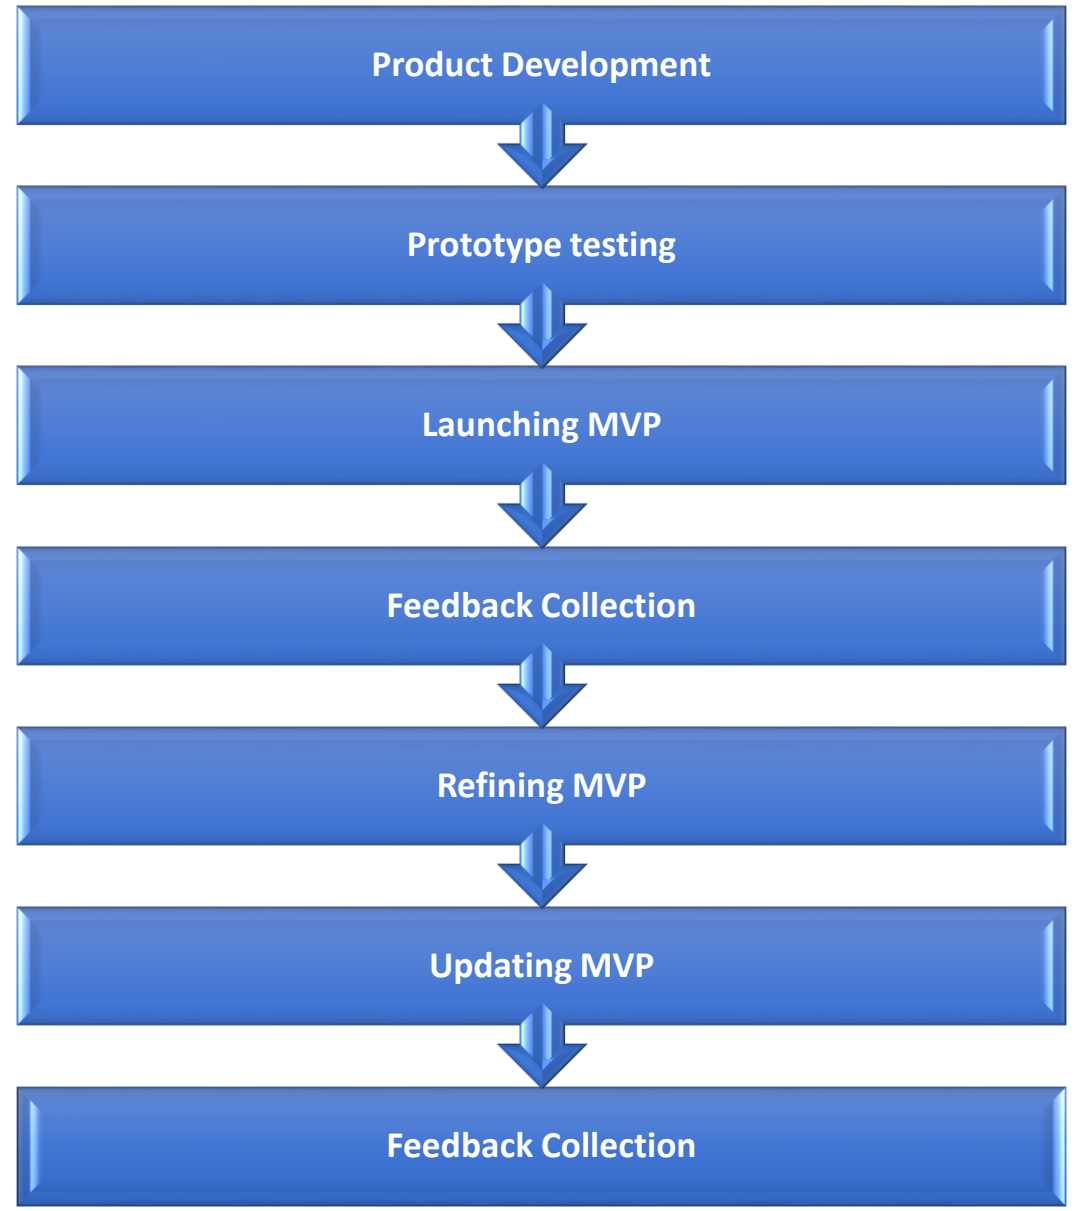 Product Development
Prototype testing
Launching MVP
Feedback Collection
Refining MVP
Updating MVP
Feedback Collection